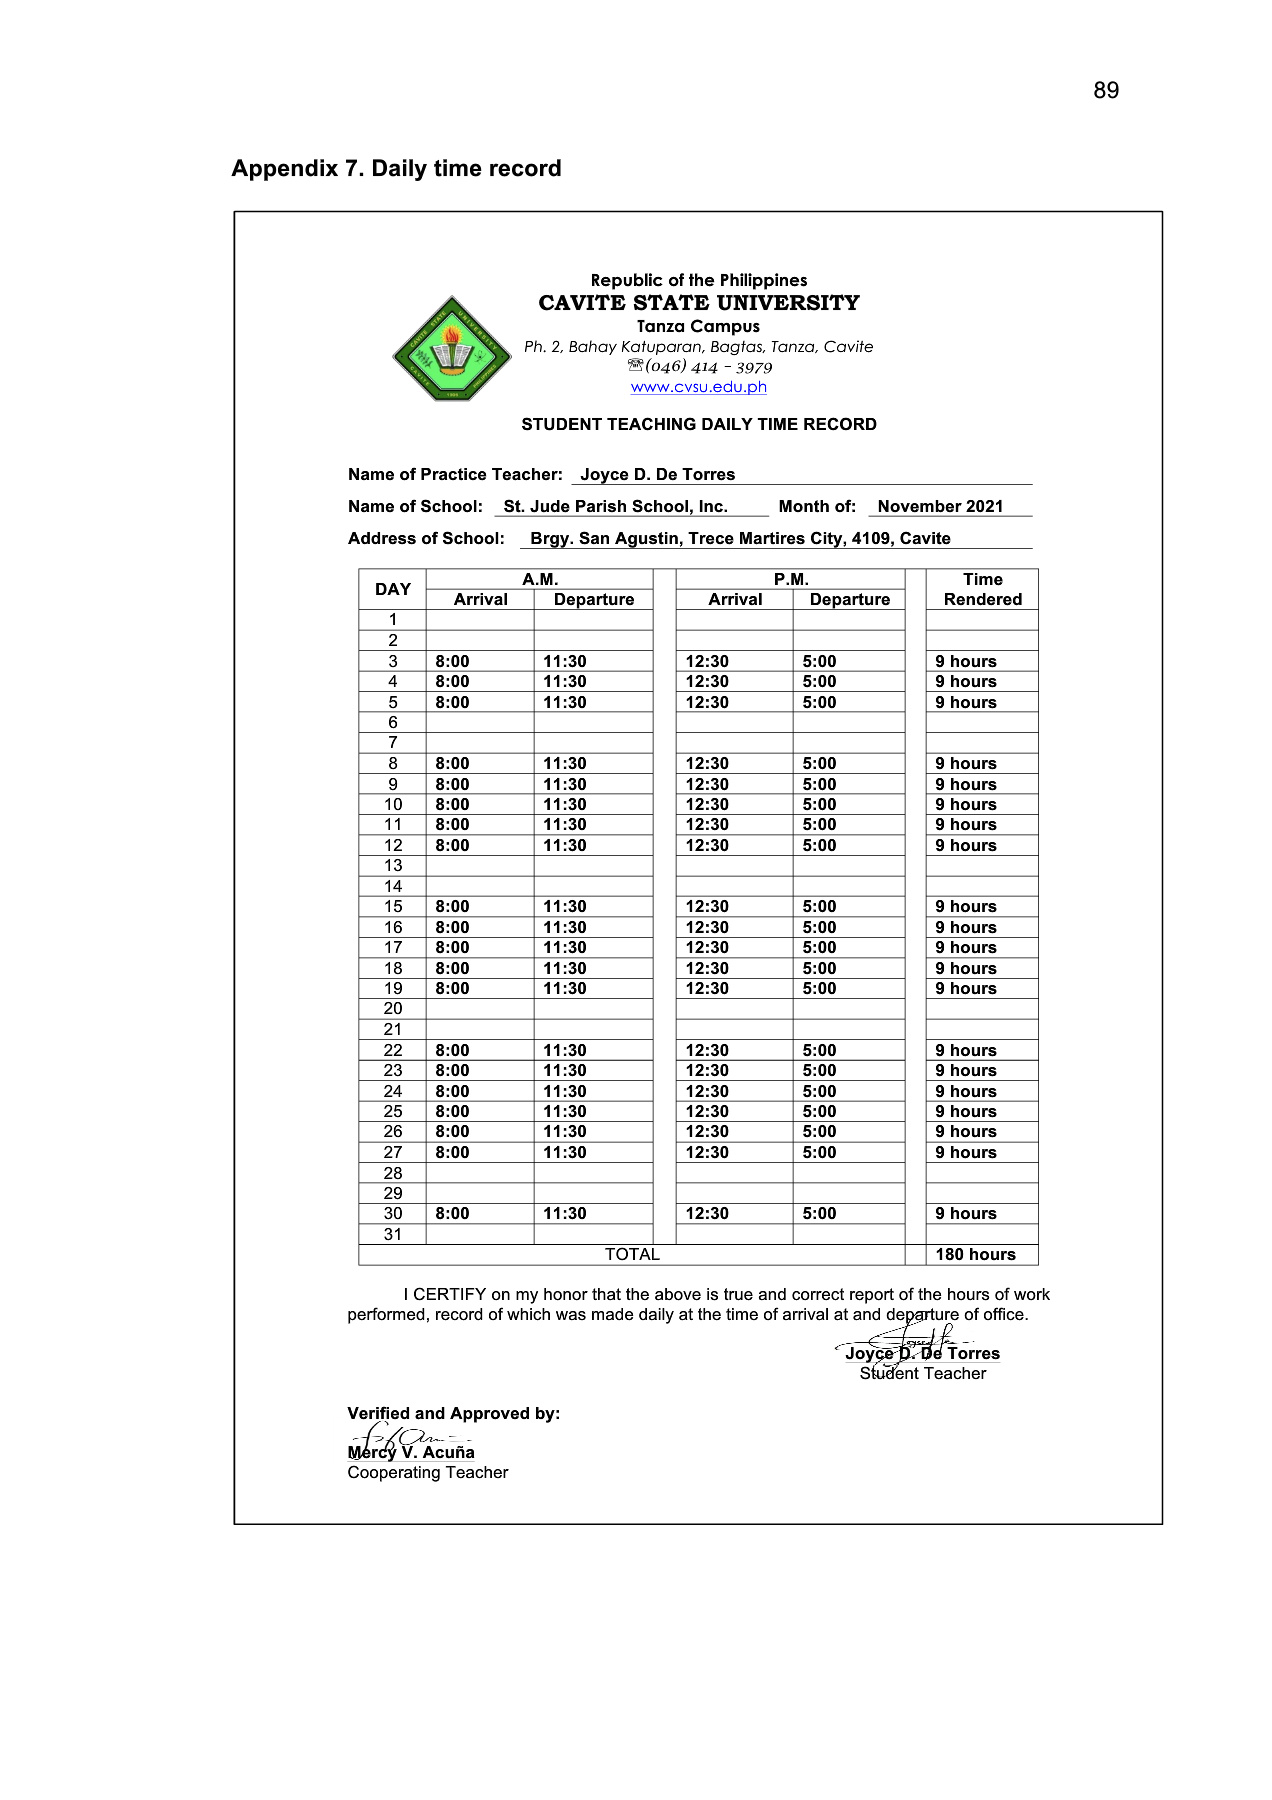 89
Appendix 7. Daily time record
Republic of the Philippines
CAVITE STATE UNIVERSITY
Tanza Campus
Ph. 2, Bahay Katuparan, Bagtas, Tanza, Cavite
☏(046) 414 - 3979
www.cvsu.edu.ph
CAVITE STATE UNIVERSITY
CAVITE PHILIPPINES
1906
STUDENT TEACHING DAILY TIME RECORD
Name of Practice Teacher: Joyce D. De Torres
Name of School: St. Jude Parish School, Inc. Month of: November 2021
Address of School: Brgy. San Agustin, Trece Martires City, 4109, Cavite
DAY A.M. P.M. Time Rendered
Arrival Departure Arrival Departure
1
2
3 8:00 11:30 12:30 5:00 9 hours
4 8:00 11:30 12:30 5:00 9 hours
5 8:00 11:30 12:30 5:00 9 hours
6
7
8 8:00 11:30 12:30 5:00 9 hours
9 8:00 11:30 12:30 5:00 9 hours
10 8:00 11:30 12:30 5:00 9 hours
11 8:00 11:30 12:30 5:00 9 hours
12 8:00 11:30 12:30 5:00 9 hours
13
14
15 8:00 11:30 12:30 5:00 9 hours
16 8:00 11:30 12:30 5:00 9 hours
17 8:00 11:30 12:30 5:00 9 hours
18 8:00 11:30 12:30 5:00 9 hours
19 8:00 11:30 12:30 5:00 9 hours
20
21
22 8:00 11:30 12:30 5:00 9 hours
23 8:00 11:30 12:30 5:00 9 hours
24 8:00 11:30 12:30 5:00 9 hours
25 8:00 11:30 12:30 5:00 9 hours
26 8:00 11:30 12:30 5:00 9 hours
27 8:00 11:30 12:30 5:00 9 hours
28
29
30 8:00 11:30 12:30 5:00 9 hours
31
TOTAL 180 hours
I CERTIFY on my honor that the above is true and correct report of the hours of work
performed, record of which was made daily at the time of arrival at and departure of office.
Joyce D. De Torres
Student Teacher
Verified and Approved by:
Mercy V. Acuña
Cooperating Teacher